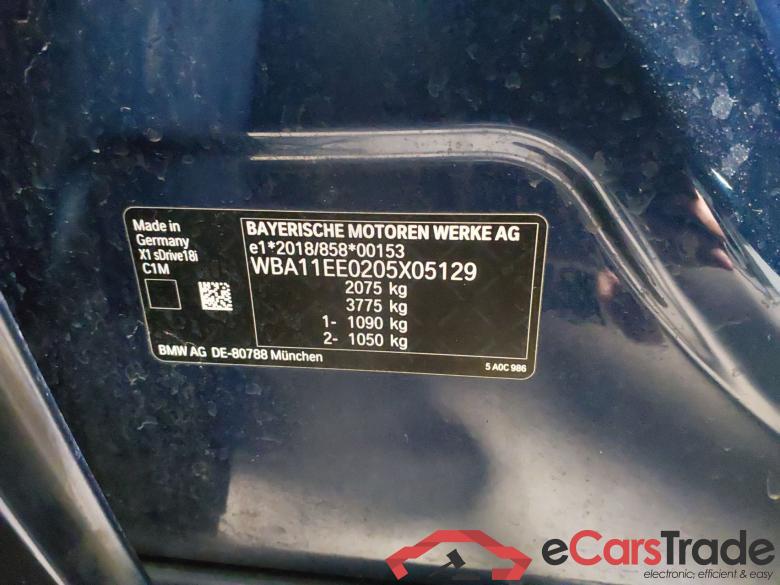 Made in
Germany
X1 sDrive18i
C1M
BAYERISCHE MOTOREN WERKE AG
e1*2018/858*00153
WBA11EE0205X05129
2075 kg
3775 kg
1- 1090 kg
2- 1050 kg
BMW AG DE-80788 München
5 A0C 986
eCarsTrade
electronic, efficient & easy